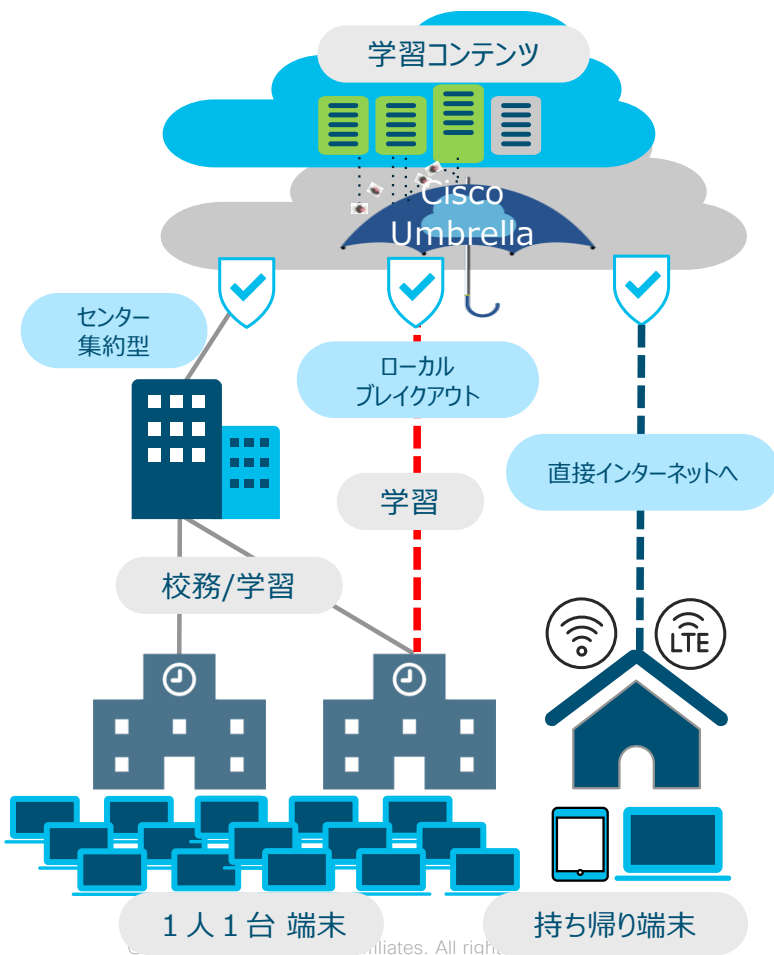 学習コンテンツ
Cisco
Umbrella
センター
集約型
ローカル
ブレイクアウト
直接インターネットへ
学習
校務/学習
LTE
1人1台 端末
持ち帰り端末
All